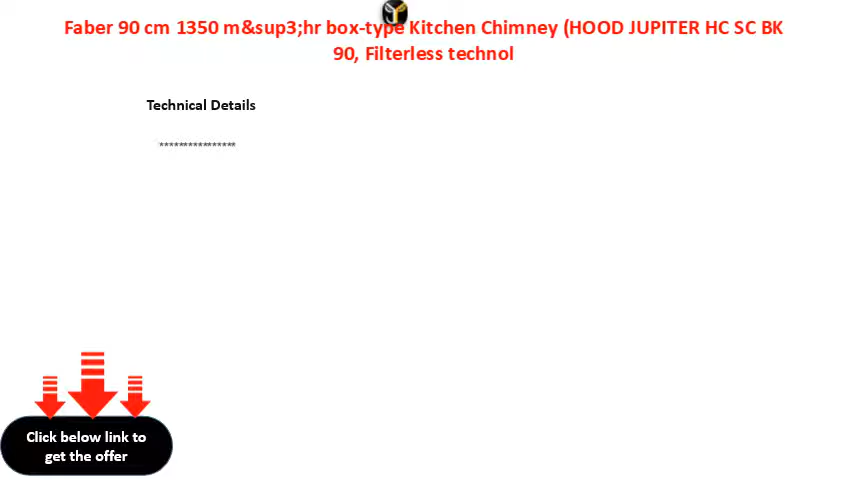 Faber 90 cm 1350 m&sup3;hr box-type Kitchen Chimney (HOOD JUPITER HC SC BK
90, Filterless technol
Technical Details
****************
Click below link to
get the offer